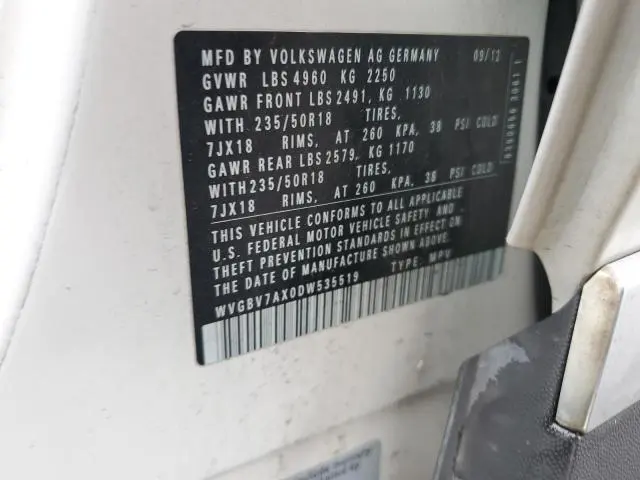 MFD BY VOLKSWAGEN AG GERMANY 09/12
GVWR LBS 4960 KG 2250
GAWR FRONT LBS 2491, KG 1130
WITH 235/50R18 TIRES,
7JX18 RIMS, AT 260 KPA, 38 PSI COLD
GAWR REAR LBS 2579, KG 1170
WITH 235/50R18 TIRES,
7JX18 RIMS, AT 260 KPA, 38 PSI COLD
THIS VEHICLE CONFORMS TO ALL APPLICABLE
U.S. FEDERAL MOTOR VEHICLE SAFETY AND
THEFT PREVENTION STANDARDS IN EFFECT ON
THE DATE OF MANUFACTURE SHOWN ABOVE.
WVGBV7AX0DW535519 TYPE: MPV